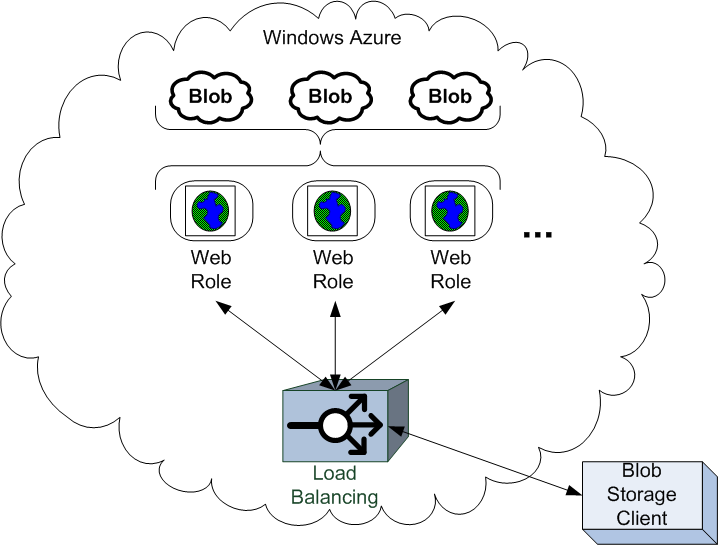 Windows Azure
Blob Blob Blob
Web Web Web
Role Role Role
...
Load
Balancing
Blob
Storage
Client